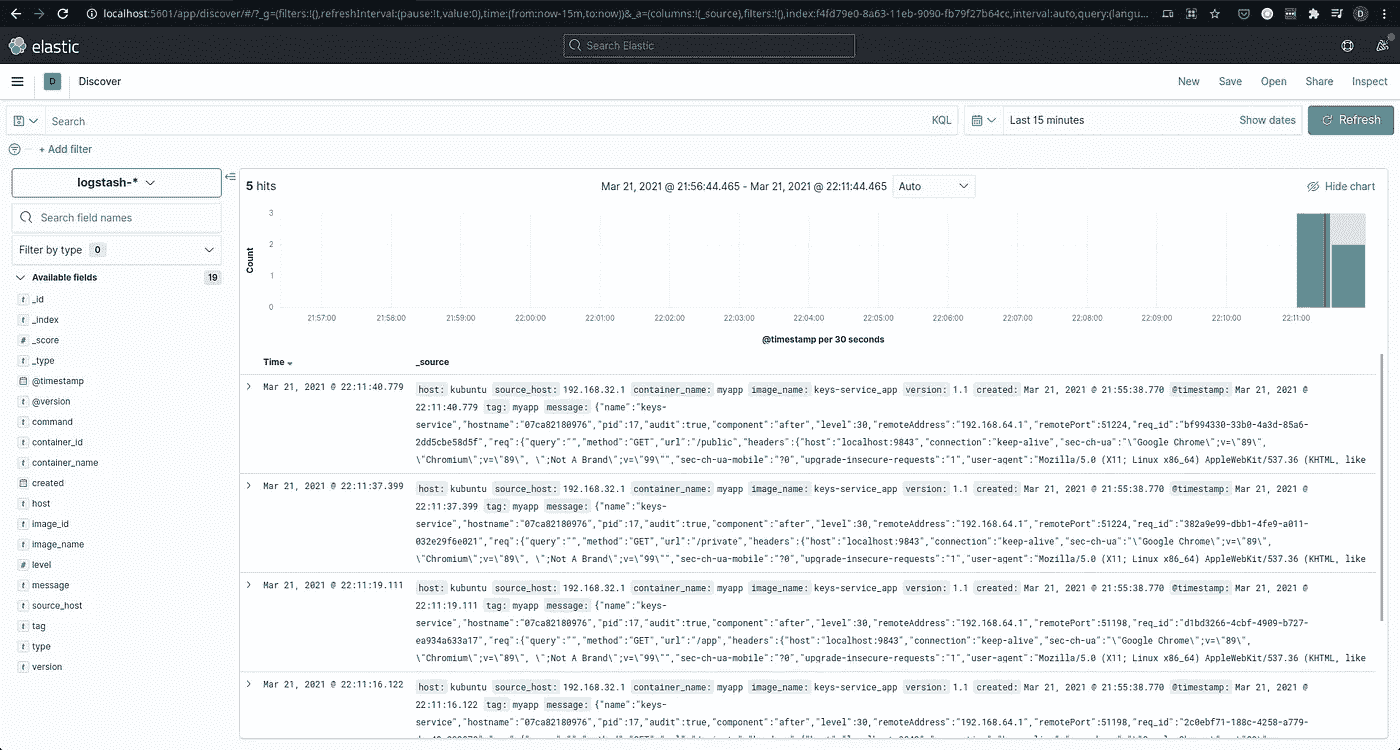 localhost:5601/app/discover/#/?_g=(filters:!(),refreshInterval:(pause:!t,value:0),time:(from:now-15m,to:now))&_a=(columns:!(_source),filters:!(),index:f4fd79e0-8a63-11eb-9090-fb79f27b64cc,interval:auto,query:(langu...
D
elastic
Search Elastic
D
Discover
New
Save
Open
Share
Inspect
Search
KQL
Last 15 minutes
Show dates
Refresh
+ Add filter
logstash-*
Search field names
Filter by type 0
Available fields 19
t _id
t _index
# _score
t _type
@timestamp
t @version
t command
t container_id
t container_name
created
t host
t image_id
t image_name
# level
t message
t source_host
t tag
t type
t version
5 hits
Mar 21, 2021 @ 21:56:44.465 - Mar 21, 2021 @ 22:11:44.465
Auto
Hide chart
Count
3
2
1
0
21:57:00 21:58:00 21:59:00 22:00:00 22:01:00 22:02:00 22:03:00 22:04:00 22:05:00 22:06:00 22:07:00 22:08:00 22:09:00 22:10:00 22:11:00
@timestamp per 30 seconds
Time _source
Mar 21, 2021 @ 22:11:40.779 host: kubuntu source_host: 192.168.32.1 container_name: myapp image_name: keys-service_app version: 1.1 created: Mar 21, 2021 @ 21:55:38.770 @timestamp: Mar 21, 2021 @
22:11:40.779 tag: myapp message: {"name":"keys-
service","hostname":"07ca82180976","pid":17,"audit":true,"component":"after","level":30,"remoteAddress":"192.168.64.1","remotePort":51224,"req_id":"bf994330-33b0-4a3d-85a6-
2dd5cbe58d5f","req":{"query":"","method":"GET","url":"/public","headers":{"host":"localhost:9843","connection":"keep-alive","sec-ch-ua":"\"Google Chrome\";v=\"89\",
\"Chromium\";v=\"89\", \";Not A Brand\";v=\"99\"","sec-ch-ua-mobile":"?0","upgrade-insecure-requests":"1","user-agent":"Mozilla/5.0 (X11; Linux x86_64) AppleWebKit/537.36 (KHTML, like
Mar 21, 2021 @ 22:11:37.399 host: kubuntu source_host: 192.168.32.1 container_name: myapp image_name: keys-service_app version: 1.1 created: Mar 21, 2021 @ 21:55:38.770 @timestamp: Mar 21, 2021 @
22:11:37.399 tag: myapp message: {"name":"keys-
service","hostname":"07ca82180976","pid":17,"audit":true,"component":"after","level":30,"remoteAddress":"192.168.64.1","remotePort":51224,"req_id":"382a9e99-dbb1-4fe9-a011-
032e29f6e021","req":{"query":"","method":"GET","url":"/private","headers":{"host":"localhost:9843","connection":"keep-alive","sec-ch-ua":"\"Google Chrome\";v=\"89\",
\"Chromium\";v=\"89\", \";Not A Brand\";v=\"99\"","sec-ch-ua-mobile":"?0","upgrade-insecure-requests":"1","user-agent":"Mozilla/5.0 (X11; Linux x86_64) AppleWebKit/537.36 (KHTML, like
Mar 21, 2021 @ 22:11:19.111 host: kubuntu source_host: 192.168.32.1 container_name: myapp image_name: keys-service_app version: 1.1 created: Mar 21, 2021 @ 21:55:38.770 @timestamp: Mar 21, 2021 @
22:11:19.111 tag: myapp message: {"name":"keys-
service","hostname":"07ca82180976","pid":17,"audit":true,"component":"after","level":30,"remoteAddress":"192.168.64.1","remotePort":51198,"req_id":"d1bd3266-4cbf-4909-b727-
ea934a633a17","req":{"query":"","method":"GET","url":"/app","headers":{"host":"localhost:9843","connection":"keep-alive","sec-ch-ua":"\"Google Chrome\";v=\"89\",
\"Chromium\";v=\"89\", \";Not A Brand\";v=\"99\"","sec-ch-ua-mobile":"?0","upgrade-insecure-requests":"1","user-agent":"Mozilla/5.0 (X11; Linux x86_64) AppleWebKit/537.36 (KHTML, like
Mar 21, 2021 @ 22:11:16.122 host: kubuntu source_host: 192.168.32.1 container_name: myapp image_name: keys-service_app version: 1.1 created: Mar 21, 2021 @ 21:55:38.770 @timestamp: Mar 21, 2021 @
22:11:16.122 tag: myapp message: {"name":"keys-
service","hostname":"07ca82180976","pid":17,"audit":true,"component":"after","level":30,"remoteAddress":"192.168.64.1","remotePort":51198,"req_id":"2c0ebf71-188c-4258-a779-